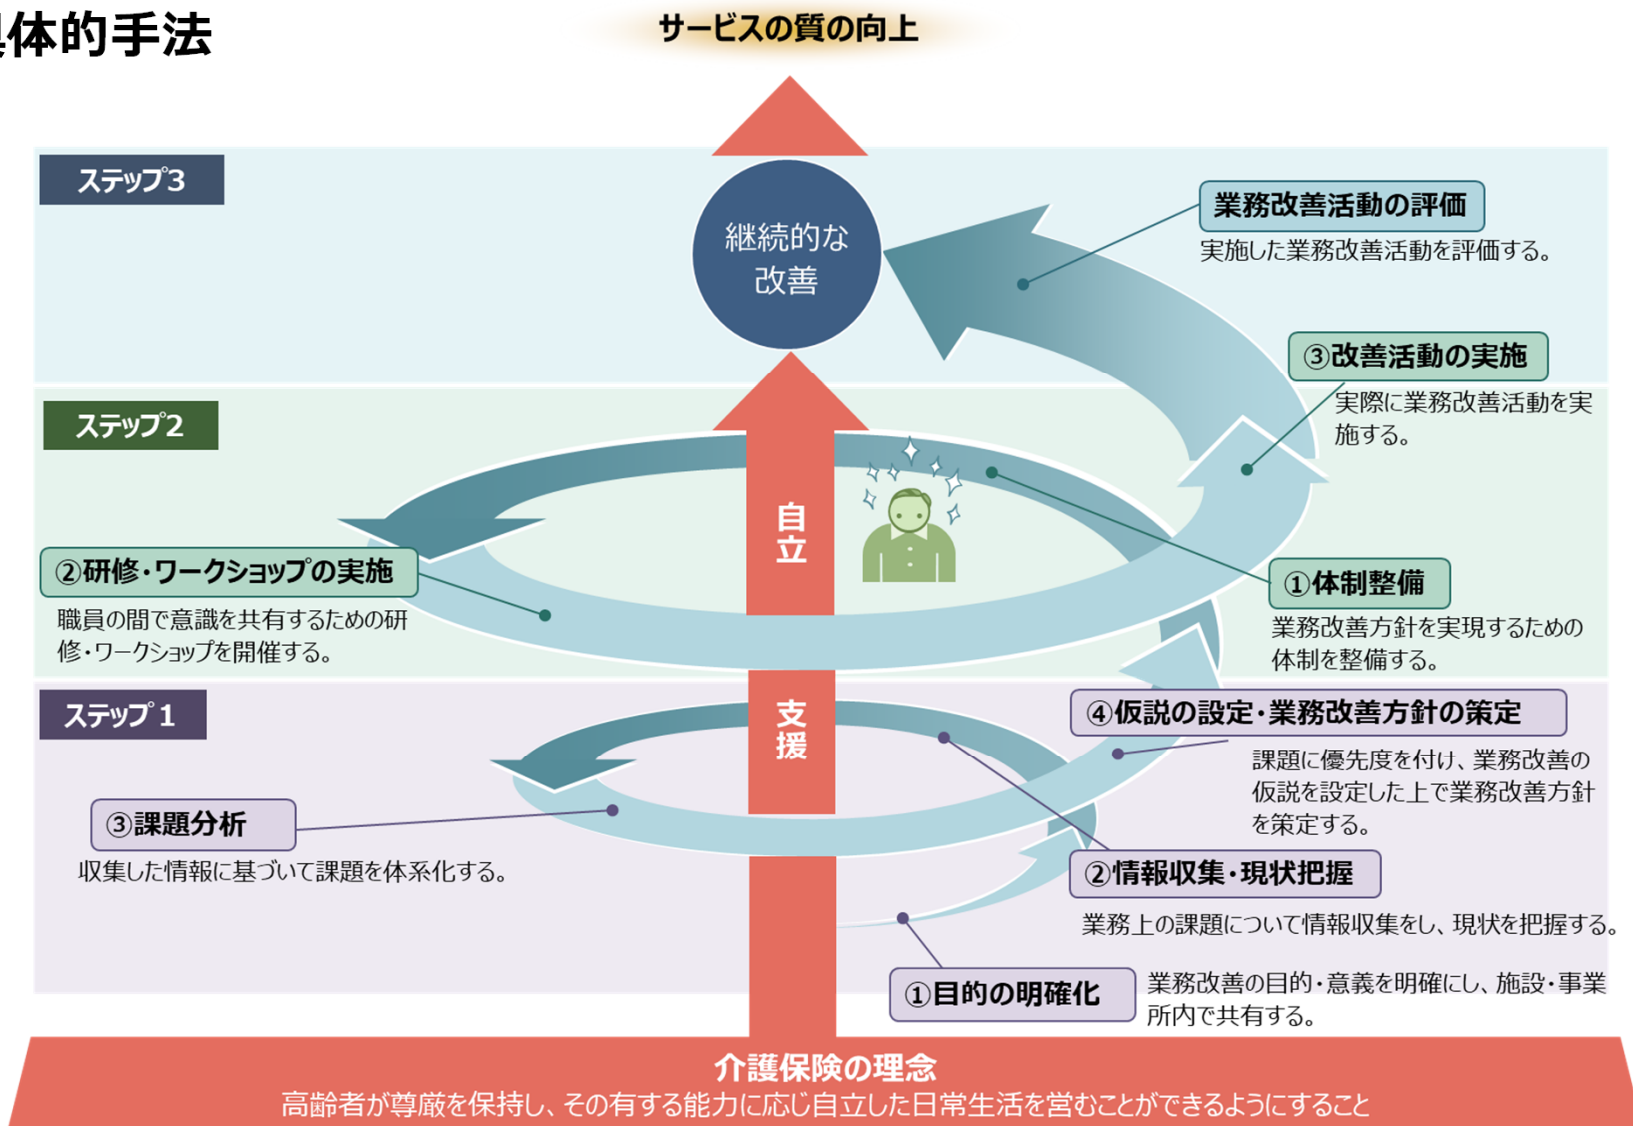 体的手法
サービスの質の向上
ステップ3
継続的な
改善
業務改善活動の評価
実施した業務改善活動を評価する。
③改善活動の実施
実際に業務改善活動を実
施する。
ステップ2
自立
②研修・ワークショップの実施
職員の間で意識を共有するための研
修・ワークショップを開催する。
①体制整備
業務改善方針を実現するための
体制を整備する。
ステップ1
支援
④仮説の設定・業務改善方針の策定
課題に優先度を付け、業務改善の
仮説を設定した上で業務改善方針
を策定する。
③課題分析
収集した情報に基づいて課題を体系化する。
②情報収集・現状把握
業務上の課題について情報収集をし、現状を把握する。
①目的の明確化
業務改善の目的・意義を明確にし、施設・事業
所内で共有する。
介護保険の理念
高齢者が尊厳を保持し、その有する能力に応じ自立した日常生活を営むことができるようにすること